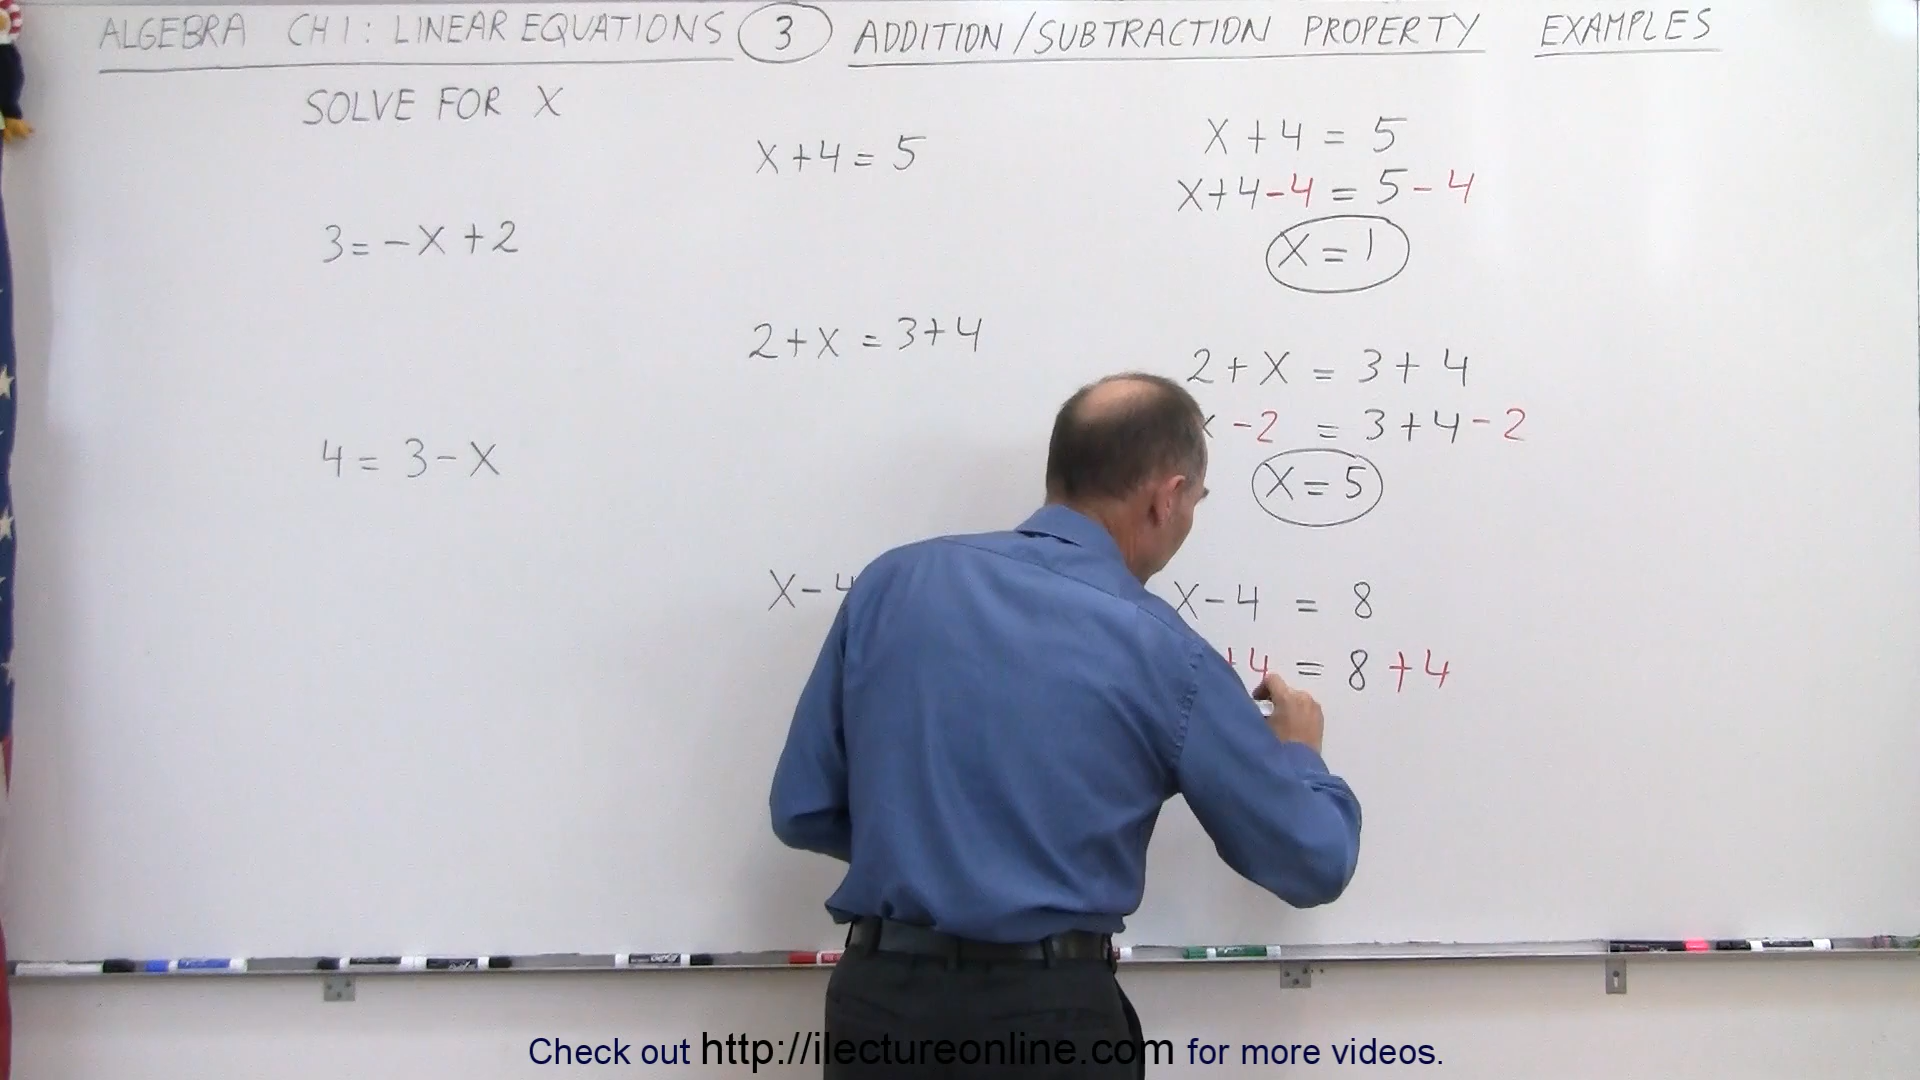 ALGEBRA CH 1: LINEAR EQUATIONS 3 ADDITION/SUBTRACTION PROPERTY EXAMPLES
SOLVE FOR X
3 = -X + 2
4 = 3 - X
X + 4 = 5
2 + X = 3 + 4
X - 4
X + 4 = 5
X + 4 - 4 = 5 - 4
X = 1
2 + X = 3 + 4
X - 2 = 3 + 4 - 2
X = 5
X - 4 = 8
+ 4 = 8 + 4
Check out http://ilectureonline.com for more videos.